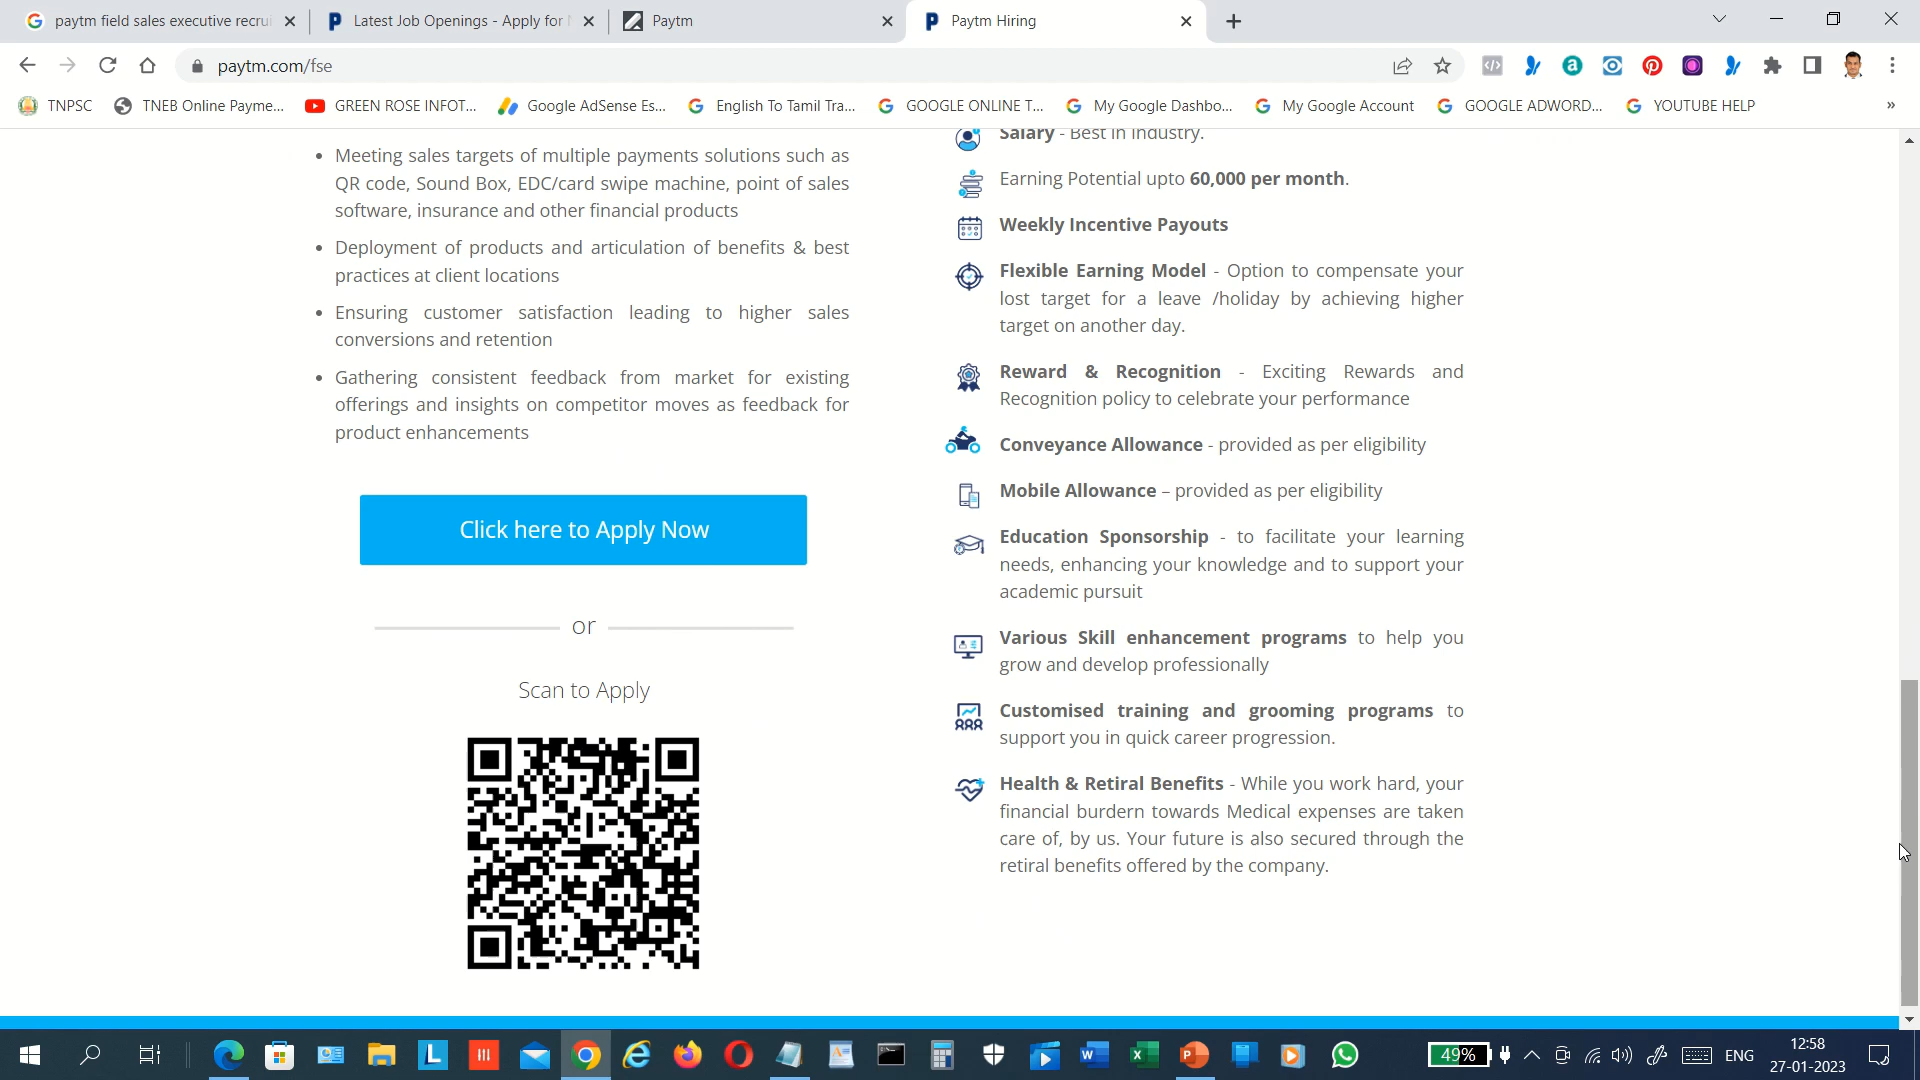 paytm field sales executive recrui
Latest Job Openings - Apply for
Paytm
Paytm Hiring
paytm.com/fse
TNPSC
TNEB Online Payme...
GREEN ROSE INFOT...
Google AdSense Es...
English To Tamil Tra...
GOOGLE ONLINE T...
My Google Dashbo...
My Google Account
GOOGLE ADWORD...
YOUTUBE HELP
»
• Meeting sales targets of multiple payments solutions such as
QR code, Sound Box, EDC/card swipe machine, point of sales
software, insurance and other financial products
• Deployment of products and articulation of benefits & best
practices at client locations
• Ensuring customer satisfaction leading to higher sales
conversions and retention
• Gathering consistent feedback from market for existing
offerings and insights on competitor moves as feedback for
product enhancements
Click here to Apply Now
or
Scan to Apply
Salary - Best in Industry.
Earning Potential upto 60,000 per month.
Weekly Incentive Payouts
Flexible Earning Model - Option to compensate your
lost target for a leave /holiday by achieving higher
target on another day.
Reward & Recognition - Exciting Rewards and
Recognition policy to celebrate your performance
Conveyance Allowance - provided as per eligibility
Mobile Allowance – provided as per eligibility
Education Sponsorship - to facilitate your learning
needs, enhancing your knowledge and to support your
academic pursuit
Various Skill enhancement programs to help you
grow and develop professionally
Customised training and grooming programs to
support you in quick career progression.
Health & Retiral Benefits - While you work hard, your
financial burdern towards Medical expenses are taken
care of, by us. Your future is also secured through the
retiral benefits offered by the company.
49%
ENG
12:58
27-01-2023